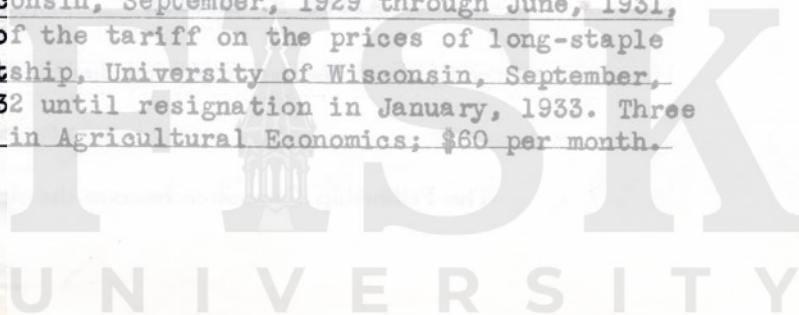 consin, September, 1929 through June, 1931,
of the tariff on the prices of long-staple
tship, University of Wisconsin, September,
32 until resignation in January, 1933. Three
in Agricultural Economics; $60 per month.
FISK
UNIVERSITY